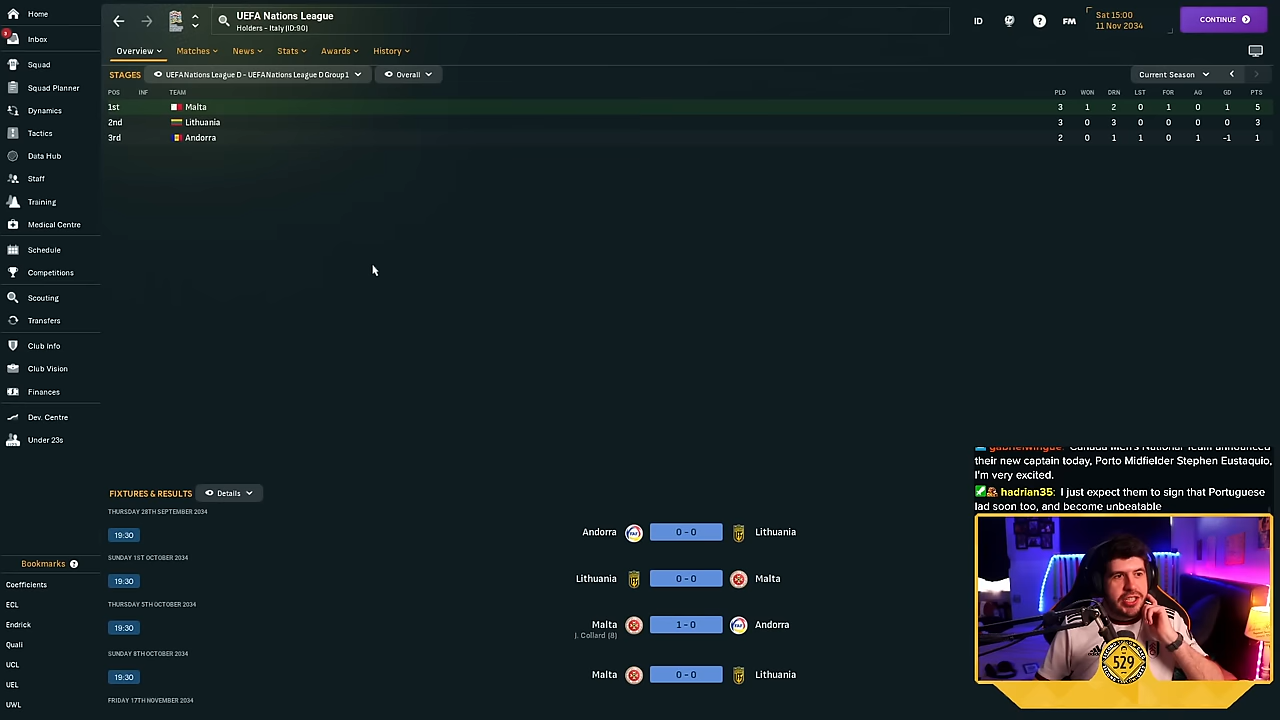 Home
Inbox
3
Squad
Squad Planner
Dynamics
Tactics
Data Hub
Staff
Training
Medical Centre
Schedule
Competitions
Scouting
Transfers
Club Info
Club Vision
Finances
Dev. Centre
Under 23s
Bookmarks ?
Coefficients
ECL
Endrick
Quali
UCL
UEL
UWL
UEFA Nations League
Holders - Italy (ID:90)
ID ? FM
Sat 15:00
11 Nov 2034
CONTINUE
Overview Matches News Stats Awards History
STAGES UEFA Nations League D - UEFA Nations League D Group 1 Overall Current Season
POS INF TEAM PLD WON DRN LST FOR AG GD PTS
1st Malta 3 1 2 0 1 0 1 5
2nd Lithuania 3 0 3 0 0 0 0 3
3rd Andorra 2 0 1 1 0 1 -1 1
FIXTURES & RESULTS Details
THURSDAY 28TH SEPTEMBER 2034
19:30 Andorra 0 - 0 Lithuania
SUNDAY 1ST OCTOBER 2034
19:30 Lithuania 0 - 0 Malta
THURSDAY 5TH OCTOBER 2034
19:30 Malta 1 - 0 Andorra
J. Collard (8)
SUNDAY 8TH OCTOBER 2034
19:30 Malta 0 - 0 Lithuania
FRIDAY 17TH NOVEMBER 2034
gabrielwingue: Canada Men's National Team announced
their new captain today, Porto Midfielder Stephen Eustaquio,
I'm very excited.
hadrian35: I just expect them to sign that Portuguese
lad soon too, and become unbeatable
529